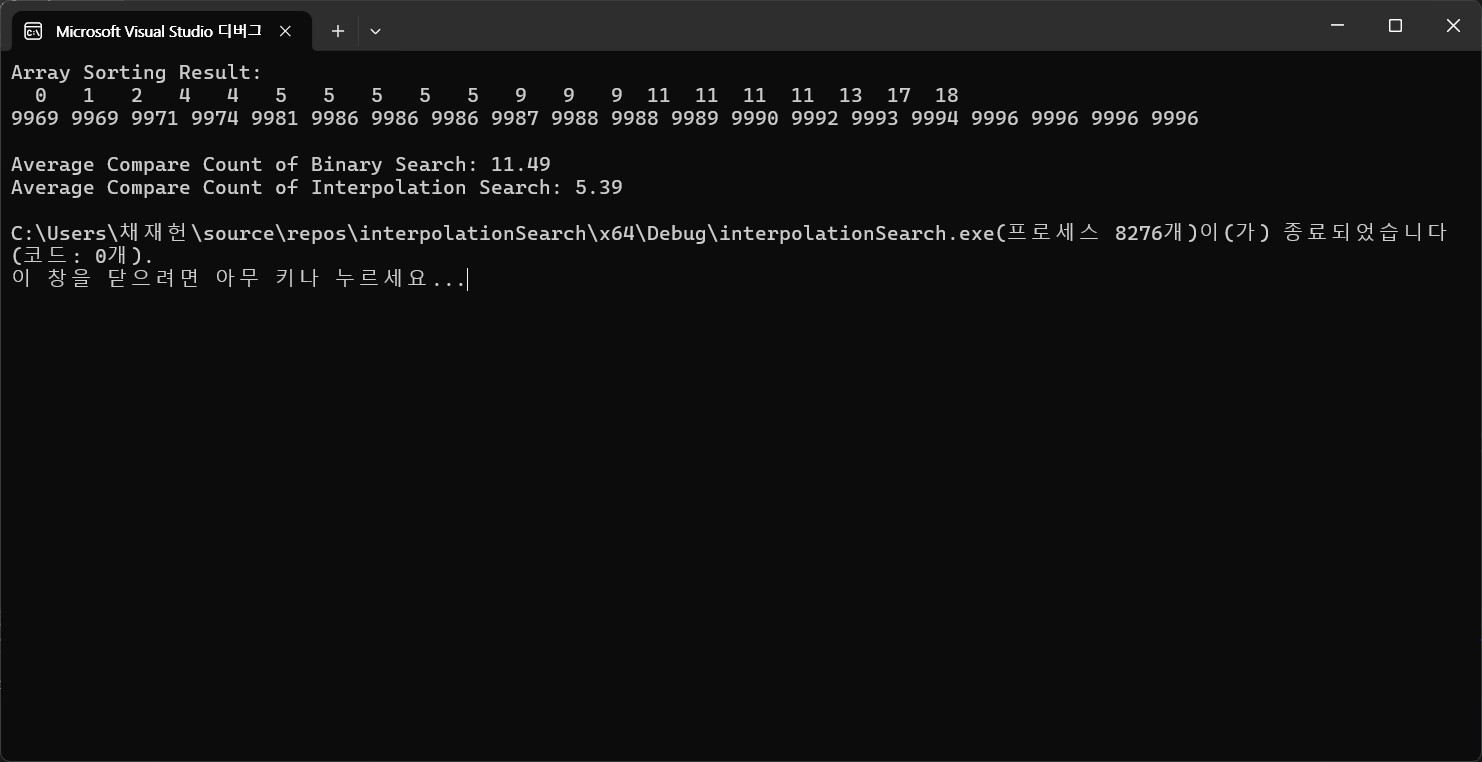 Microsoft Visual Studio 디버그
Array Sorting Result:
0 1 2 4 4 5 5 5 5 5 9 9 9 11 11 11 11 13 17 18
9969 9969 9971 9974 9981 9986 9986 9986 9987 9988 9988 9989 9990 9992 9993 9994 9996 9996 9996 9996
Average Compare Count of Binary Search: 11.49
Average Compare Count of Interpolation Search: 5.39
C:\Users\채재헌\source\repos\interpolationSearch\x64\Debug\interpolationSearch.exe(프로세스 8276개)이(가) 종료되었습니다
(코드: 0개).
이 창을 닫으려면 아무 키나 누르세요...